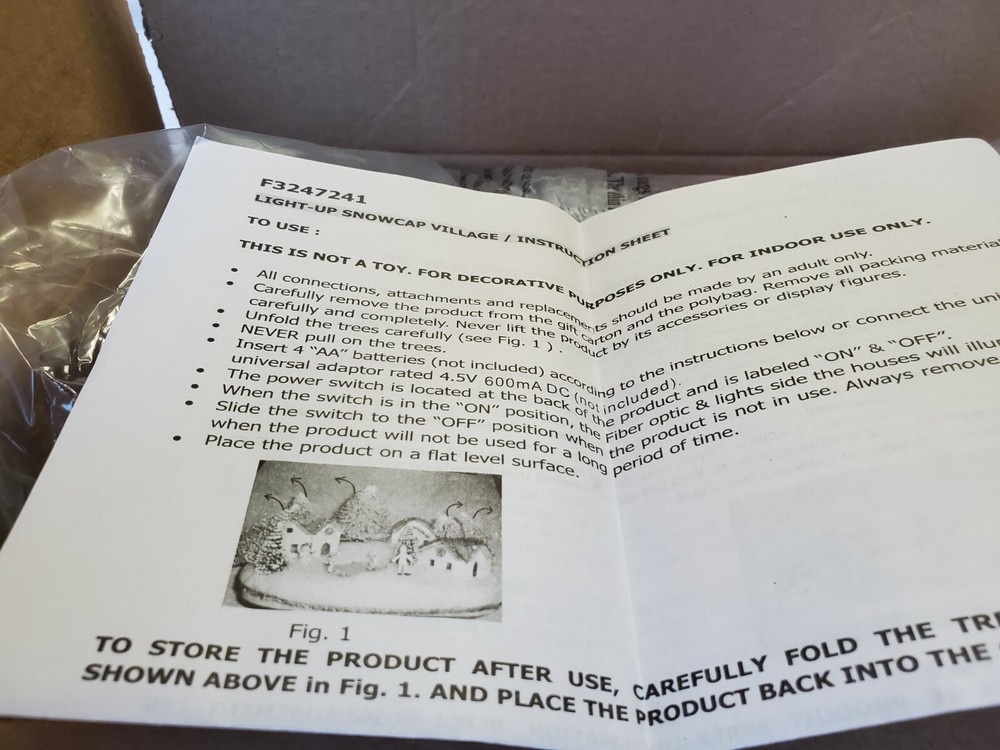 F3247241
LIGHT-UP SNOWCAP VILLAGE / INSTRUCTION SHEET
TO USE :
THIS IS NOT A TOY. FOR DECORATIVE PURPOSES ONLY. FOR INDOOR USE ONLY.
• All connections, attachments and replacements should be made by an adult only.
• Carefully remove the product from the gift carton and the polybag. Remove all packing material
carefully and completely. Never lift the product by its accessories or display figures.
• Unfold the trees carefully (see Fig. 1 ) .
• NEVER pull on the trees.
• Insert 4 "AA" batteries (not included) according to the instructions below or connect the
universal adaptor rated 4.5V 600mA DC (not included).
• The power switch is located at the back of the product and is labeled "ON" & "OFF".
• When the switch is in the "ON" position, the Fiber optic & lights side the houses will
• Slide the switch to the "OFF" position when the product is not in use. Always remove
when the product will not be used for a long period of time.
• Place the product on a flat level surface.
Fig. 1
TO STORE THE PRODUCT AFTER USE, CAREFULLY FOLD THE
SHOWN ABOVE in Fig. 1. AND PLACE THE PRODUCT BACK INTO THE